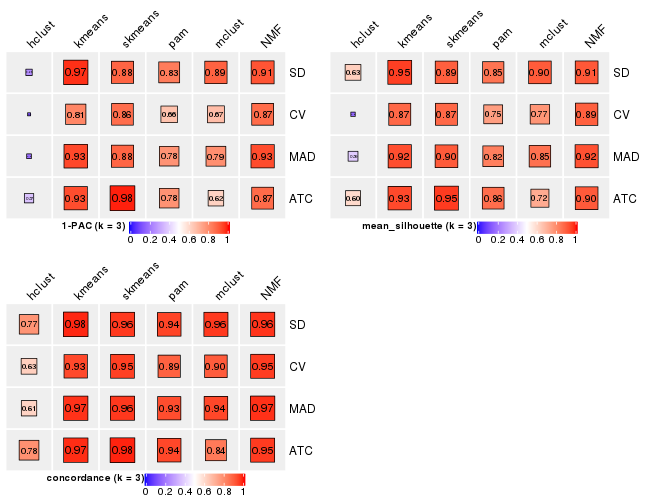 hclust kmeans skmeans pam mclust NMF
0.97 0.88 0.83 0.89 0.91 SD
0.81 0.86 0.66 0.67 0.87 CV
0.93 0.88 0.78 0.79 0.93 MAD
0.93 0.98 0.78 0.62 0.87 ATC
1-PAC (k = 3)
0 0.2 0.4 0.6 0.8 1
hclust kmeans skmeans pam mclust NMF
0.63 0.95 0.89 0.85 0.90 0.91 SD
0.87 0.87 0.75 0.77 0.89 CV
0.92 0.90 0.82 0.85 0.92 MAD
0.60 0.93 0.95 0.86 0.72 0.90 ATC
mean_silhouette (k = 3)
0 0.2 0.4 0.6 0.8 1
hclust kmeans skmeans pam mclust NMF
0.77 0.98 0.96 0.94 0.96 0.96 SD
0.63 0.93 0.95 0.89 0.90 0.95 CV
0.61 0.97 0.96 0.93 0.94 0.97 MAD
0.78 0.97 0.98 0.94 0.84 0.95 ATC
concordance (k = 3)
0 0.2 0.4 0.6 0.8 1